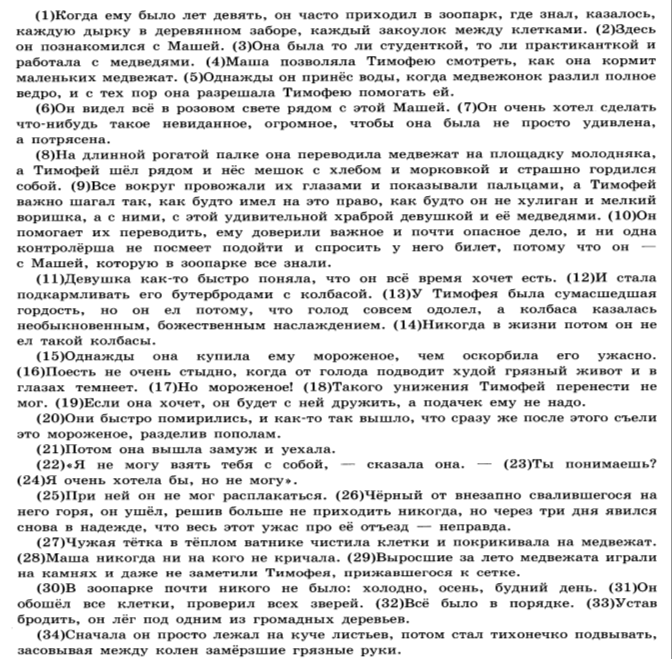 (1)Когда ему было лет девять, он часто приходил в зоопарк, где знал, казалось,
каждую дырку в деревянном заборе, каждый закоулок между клетками. (2)Здесь
он познакомился с Машей. (3)Она была то ли студенткой, то ли практиканткой и
работала с медведями. (4)Маша позволяла Тимофею смотреть, как она кормит
маленьких медвежат. (5)Однажды он принёс воды, когда медвежонок разлил полное
ведро, и с тех пор она разрешала Тимофею помогать ей.
(6)Он видел всё в розовом свете рядом с этой Машей. (7)Он очень хотел сделать
что-нибудь такое невиданное, огромное, чтобы она была не просто удивлена,
а потрясена.
(8)На длинной рогатой палке она переводила медвежат на площадку молодняка,
а Тимофей шёл рядом и нёс мешок с хлебом и морковкой и страшно гордился
собой. (9)Все вокруг провожали их глазами и показывали пальцами, а Тимофей
важно шагал так, как будто имел на это право, как будто он не хулиган и мелкий
воришка, а с ними, с этой удивительной храброй девушкой и её медведями. (10)Он
помогает их переводить, ему доверили важное и почти опасное дело, и ни одна
контролёрша не посмеет подойти и спросить у него билет, потому что он —
с Машей, которую в зоопарке все знали.
(11)Девушка как-то быстро поняла, что он всё время хочет есть. (12)И стала
подкармливать его бутербродами с колбасой. (13)У Тимофея была сумасшедшая
гордость, но он ел потому, что голод совсем одолел, а колбаса казалась
необыкновенным, божественным наслаждением. (14)Никогда в жизни потом он не
ел такой колбасы.
(15)Однажды она купила ему мороженое, чем оскорбила его ужасно.
(16)Поесть не очень стыдно, когда от голода подводит худой грязный живот и в
глазах темнеет. (17)Но мороженое! (18)Такого унижения Тимофей перенести не
мог. (19)Если она хочет, он будет с ней дружить, а подачек ему не надо.
(20)Они быстро помирились, и как-то так вышло, что сразу же после этого съели
это мороженое, разделив пополам.
(21)Потом она вышла замуж и уехала.
(22)«Я не могу взять тебя с собой, — сказала она. — (23)Ты понимаешь?
(24)Я очень хотела бы, но не могу».
(25)При ней он не мог расплакаться. (26)Чёрный от внезапно свалившегося на
него горя, он ушёл, решив больше не приходить никогда, но через три дня явился
снова в надежде, что весь этот ужас про её отъезд — неправда.
(27)Чужая тётка в тёплом ватнике чистила клетки и покрикивала на медвежат.
(28)Маша никогда ни на кого не кричала. (29)Выросшие за лето медвежата играли
на камнях и даже не заметили Тимофея, прижавшегося к сетке.
(30)В зоопарке почти никого не было: холодно, осень, будний день. (31)Он
обошёл все клетки, проверил всех зверей. (32)Всё было в порядке. (33)Устав
бродить, он лёг под одним из громадных деревьев.
(34)Сначала он просто лежал на куче листьев, потом стал тихонечко подвывать,
засовывая между колен замёрзшие грязные руки.